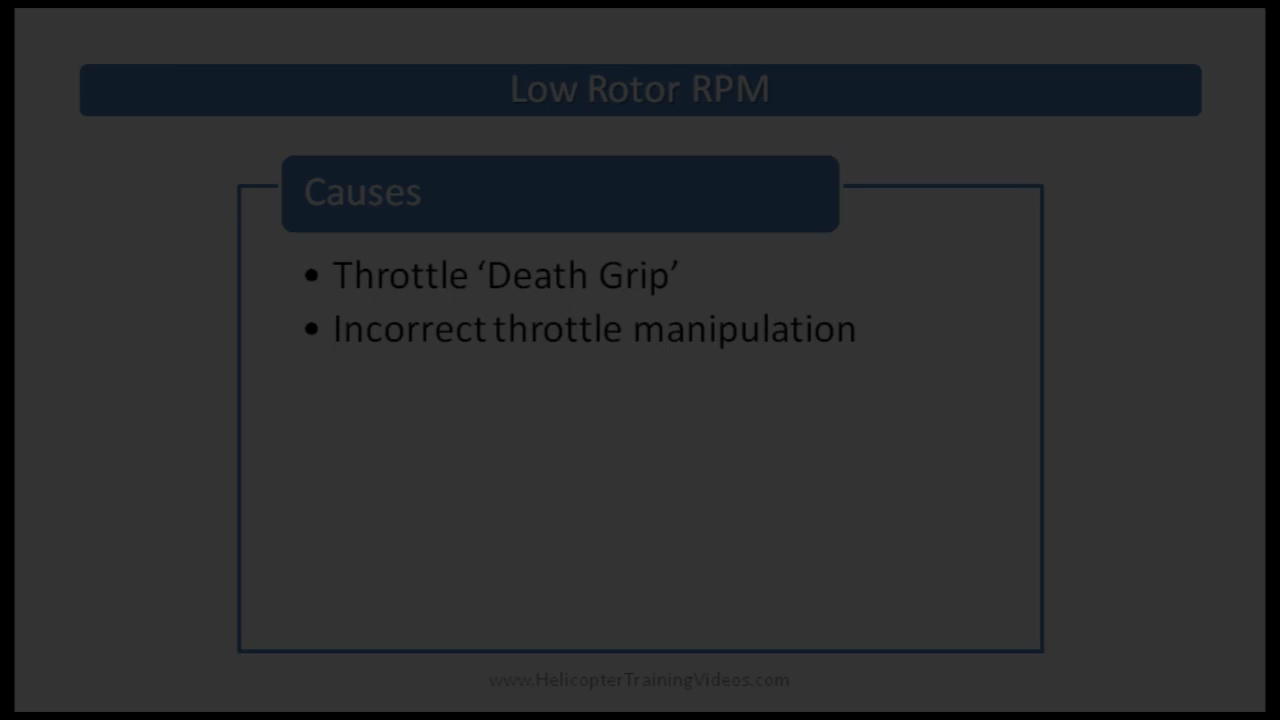 Low Rotor RPM
Causes
• Throttle ‘Death Grip’
• Incorrect throttle manipulation
www.HelicopterTrainingVideos.com